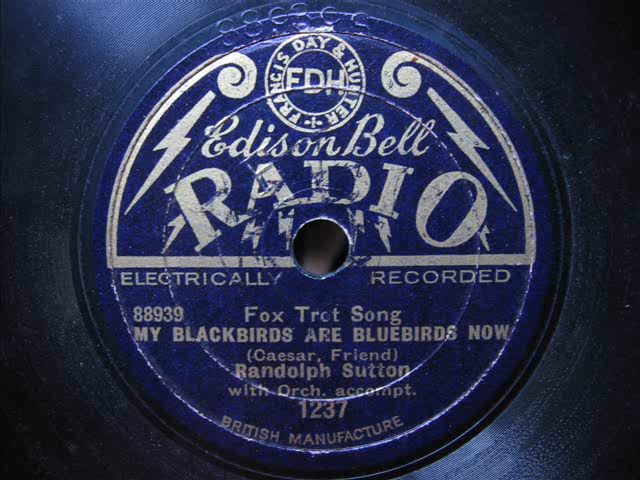 FRANCIS DAY & HUNTER
FDH
Edison Bell
RADIO
ELECTRICALLY RECORDED
88939 Fox Trot Song
MY BLACKBIRDS ARE BLUEBIRDS NOW
(Caesar, Friend)
Randolph Sutton
with Orch. accompt.
1237
BRITISH MANUFACTURE